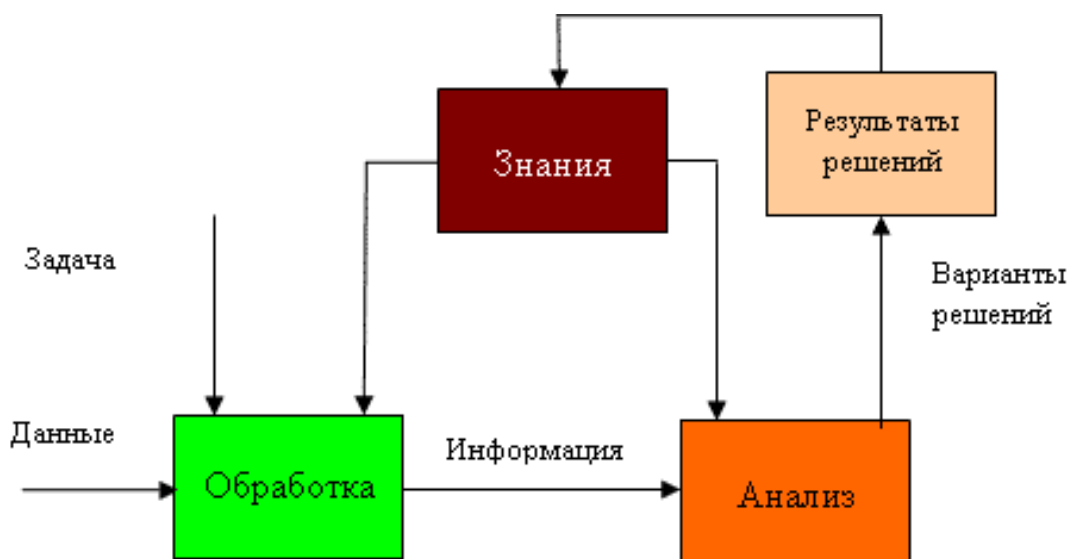 Знания
Результаты
решений
Задача
Варианты
решений
Данные
Информация
Обработка
Анализ